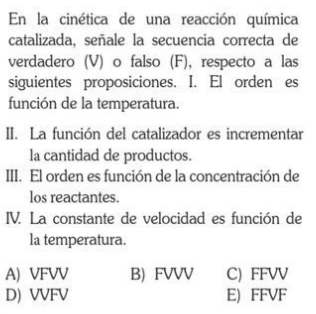 En la cinética de una reacción química
catalizada, señale la secuencia correcta de
verdadero (V) o falso (F), respecto a las
siguientes proposiciones. I. El orden es
función de la temperatura.
II. La función del catalizador es incrementar
la cantidad de productos.
III. El orden es función de la concentración de
los reactantes.
IV. La constante de velocidad es función de
la temperatura.
A) VFVV B) FVVV C) FFVV
D) VVFV E) FFVF